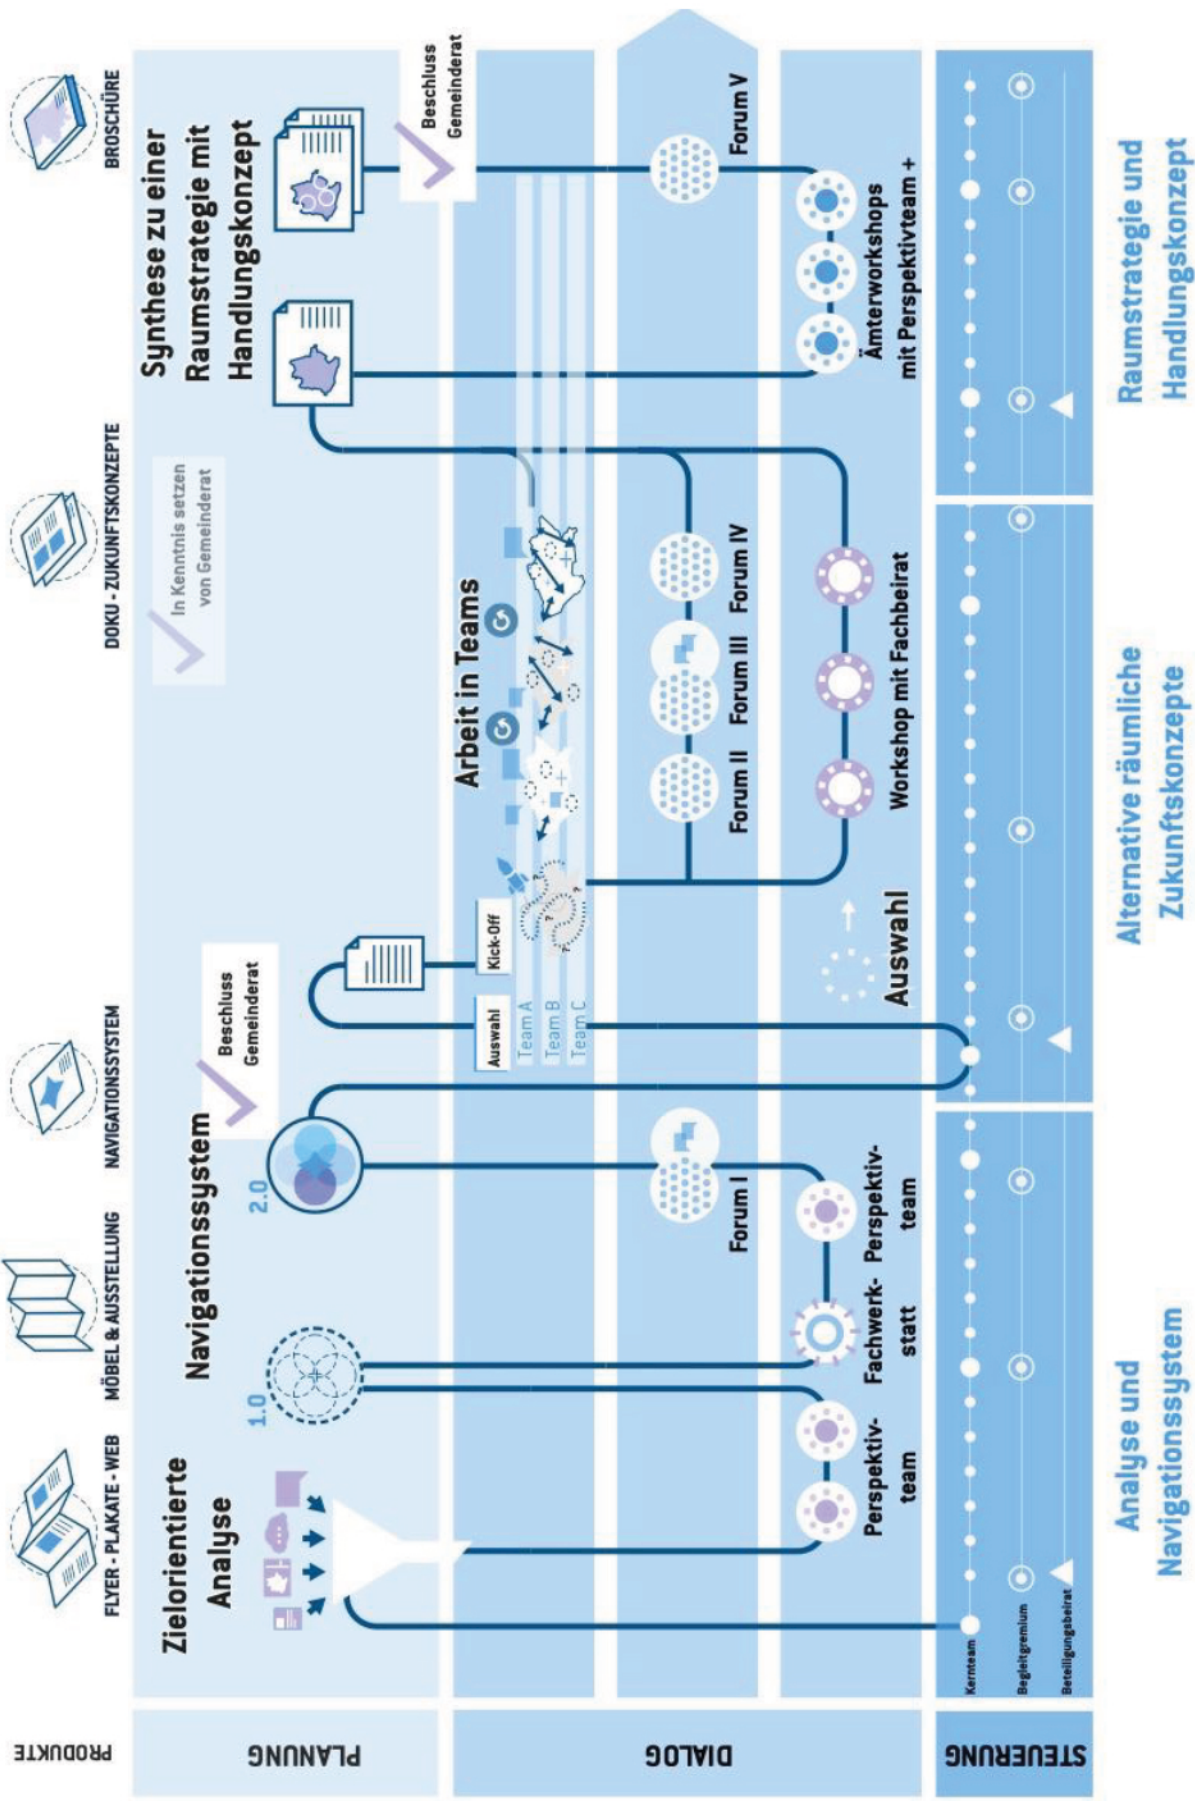 PRODUKTE
FLYER - PLAKATE - WEB
MÖBEL & AUSSTELLUNG
NAVIGATIONSSYSTEM
DOKU - ZUKUNFTSKONZEPTE
BROSCHÜRE
PLANUNG
Zielorientierte
Analyse
1.0
Navigationssystem
2.0
Beschluss
Gemeinderat
In Kenntnis setzen
von Gemeinderat
Synthese zu einer
Raumstrategie mit
Handlungskonzept
Beschluss
Gemeinderat
DIALOG
Auswahl
Kick-Off
Team A
Team B
Team C
?
?
?
?
Arbeit in Teams
Forum I
Forum II
Forum III
Forum IV
Forum V
Perspektiv-
team
Fachwerk-
statt
Perspektiv-
team
Auswahl
Workshop mit Fachbeirat
Ämterworkshops
mit Perspektivteam +
STEUERUNG
Kernteam
Begleitgremium
Beteiligungsbeirat
Analyse und
Navigationssystem
Alternative räumliche
Zukunftskonzepte
Raumstrategie und
Handlungskonzept